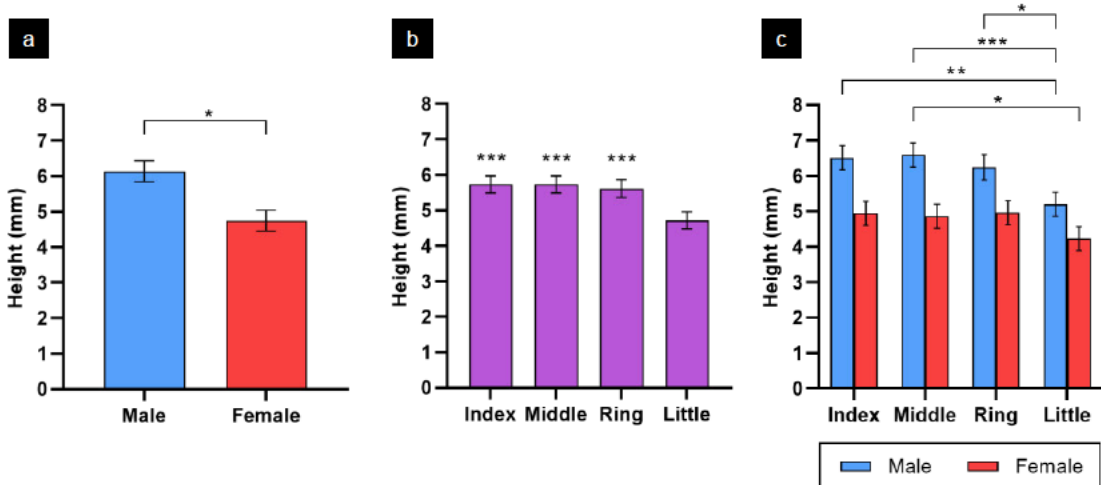 a
*
Height (mm)
8
7
6
5
4
3
2
1
0
Male Female
b
*** *** ***
Height (mm)
8
7
6
5
4
3
2
1
0
Index Middle Ring Little
c
*
***
**
*
Height (mm)
8
7
6
5
4
3
2
1
0
Index Middle Ring Little
Male Female